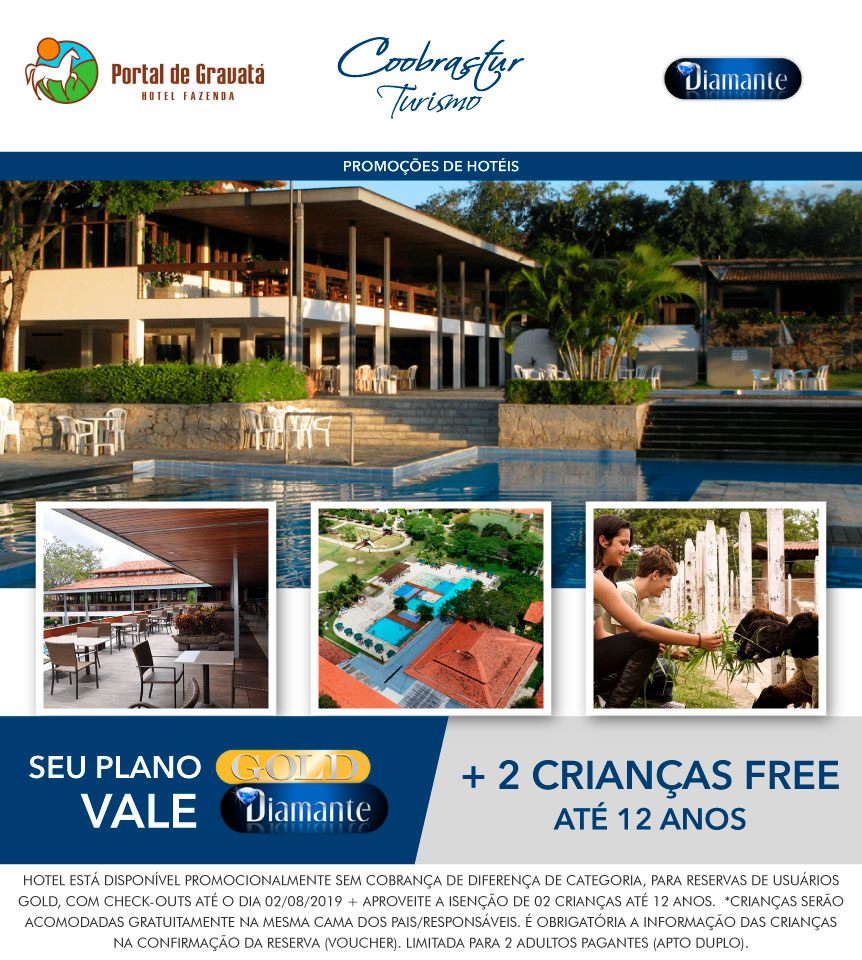 Portal de Gravatá
HOTEL FAZENDA
Coobrastur
Turismo
Diamante
PROMOÇÕES DE HOTÉIS
SEU PLANO GOLD
VALE Diamante
+ 2 CRIANÇAS FREE
ATÉ 12 ANOS
HOTEL ESTÁ DISPONÍVEL PROMOCIONALMENTE SEM COBRANÇA DE DIFERENÇA DE CATEGORIA, PARA RESERVAS DE USUÁRIOS
GOLD, COM CHECK-OUTS ATÉ O DIA 02/08/2019 + APROVEITE A ISENÇÃO DE 02 CRIANÇAS ATÉ 12 ANOS. *CRIANÇAS SERÃO
ACOMODADAS GRATUITAMENTE NA MESMA CAMA DOS PAIS/RESPONSÁVEIS. É OBRIGATÓRIA A INFORMAÇÃO DAS CRIANÇAS
NA CONFIRMAÇÃO DA RESERVA (VOUCHER). LIMITADA PARA 2 ADULTOS PAGANTES (APTO DUPLO).